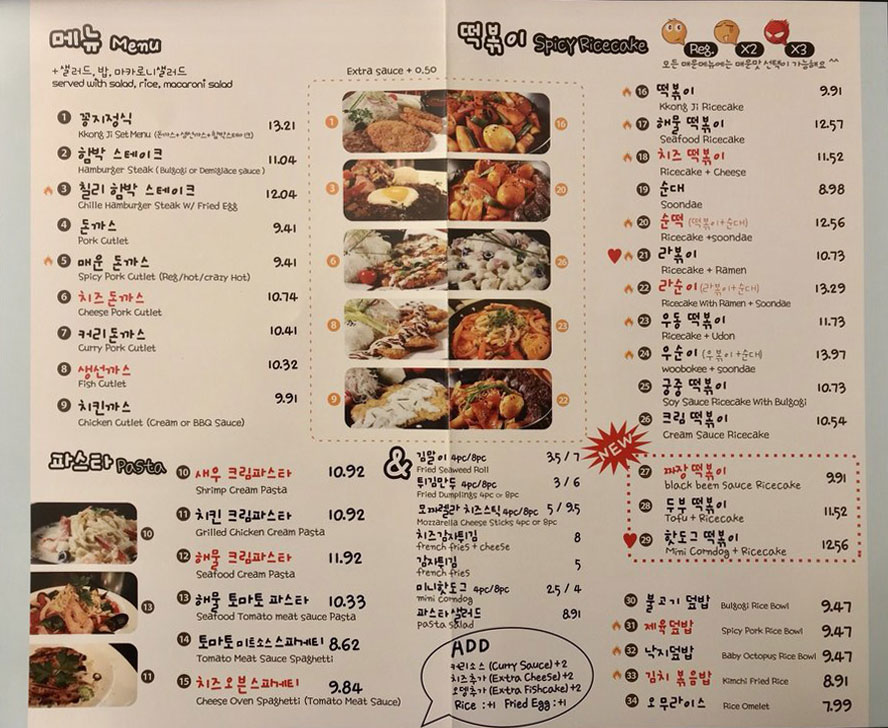 메뉴 Menu
+샐러드, 밥, 마카로니샐러드
served with salad, rice, macaroni salad
Extra sauce + 0.50
1 꽁지정식 13.21
Kkong Ji Set Menu (돈까스+생선까스+함박스테이크)
2 함박 스테이크 11.04
Hamburger Steak (Bulgogi or Demiglace sauce)
3 칠리 함박 스테이크 12.04
Chille Hamburger Steak W/ Fried Egg
4 돈까스 9.41
Pork Cutlet
5 매운 돈까스 9.41
Spicy Pork Cutlet (Reg/hot/crazy Hot)
6 치즈 돈까스 10.74
Cheese Pork Cutlet
7 커리 돈까스 10.41
Curry Pork Cutlet
8 생선까스 10.32
Fish Cutlet
9 치킨까스 9.91
Chicken Cutlet (Cream or BBQ Sauce)
1 16
3 20
6 26
8 23
9 22
떡볶이 Spicy Ricecake
Reg. X2 X3
모든 매운메뉴에는 매운맛 선택이 가능해요 ^^
16 떡볶이 9.91
Kkong Ji Ricecake
17 해물 떡볶이 12.57
Seafood Ricecake
18 치즈 떡볶이 11.52
Ricecake + Cheese
19 순대 8.98
Soondae
20 순떡 (떡볶이+순대) 12.56
Ricecake +soondae
21 라볶이 10.73
Ricecake + Ramen
22 라순이 (라볶이+순대) 13.29
Ricecake With Ramen + Soondae
23 우동 떡볶이 11.73
Ricecake + Udon
24 우순이 (우볶이+순대) 13.97
woobokee + soondae
25 궁중 떡볶이 10.73
Soy Sauce Ricecake With Bulgogi
26 크림 떡볶이 10.54
Cream Sauce Ricecake
NEW
27 짜장 떡볶이 9.91
black been Sauce Ricecake
28 두부 떡볶이 11.52
Tofu + Ricecake
29 핫도그 떡볶이 12.56
Mini Corndog + Ricecake
30 불고기 덮밥 Bulgogi Rice Bowl 9.47
31 제육덮밥 Spicy Pork Rice Bowl 9.47
32 낙지덮밥 Baby Octopus Rice Bowl 9.47
33 김치 볶음밥 Kimchi Fried Rice 8.91
34 오무라이스 Rice Omelet 7.99
파스타 Pasta
10
13
11
10 새우 크림파스타 10.92
Shrimp Cream Pasta
11 치킨 크림파스타 10.92
Grilled Chicken Cream Pasta
12 해물 크림파스타 11.92
Seafood Cream Pasta
13 해물 토마토 파스타 10.33
Seafood Tomato meat sauce Pasta
14 토마토 미트소스스파게티 8.62
Tomato Meat Sauce Spaghetti
15 치즈오븐스파게티 9.84
Cheese Oven Spaghetti (Tomato Meat Sauce)
&
김말이 4pc/8pc 3.5 / 7
Fried Seaweed Roll
튀김만두 4pc/8pc 3 / 6
Fried Dumplings 4pc or 8pc
모짜렐라 치즈스틱 4pc/8pc 5 / 9.5
Mozzarella Cheese Sticks 4pc or 8pc
치즈감자튀김 8
french fries + cheese
감자튀김 5
french fries
미니핫도그 4pc/8pc 2.5 / 4
mini corndog
파스타 샐러드 8.91
pasta salad
ADD
커리소스 (Curry Sauce) +2
치즈추가 (Extra Cheese) +2
오뎅추가 (Extra Fishcake) +2
Rice : +1 Fried Egg : +1